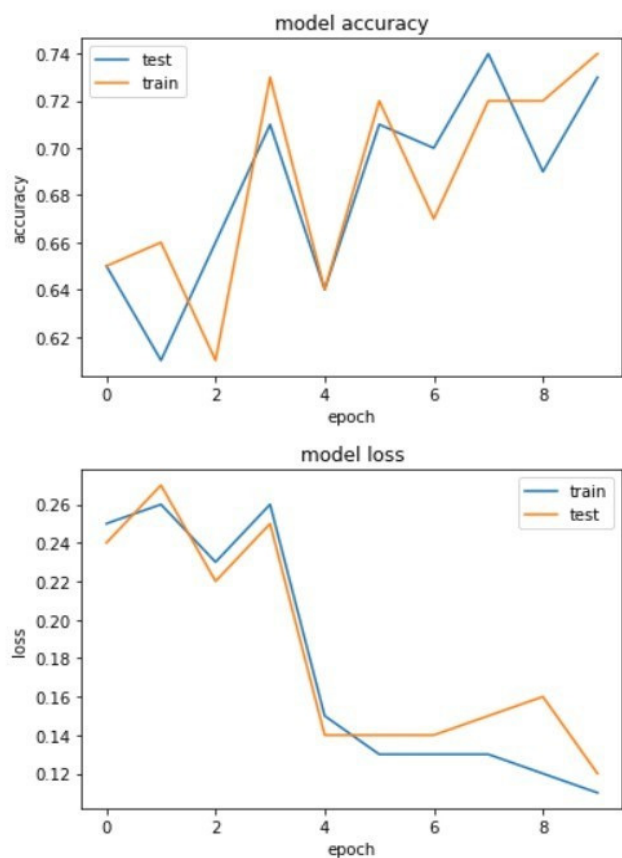 model accuracy
test
train
0.74
0.72
0.70
0.68
0.66
0.64
0.62
accuracy
0 2 4 6 8
epoch
model loss
train
test
0.26
0.24
0.22
0.20
0.18
0.16
0.14
0.12
loss
0 2 4 6 8
epoch